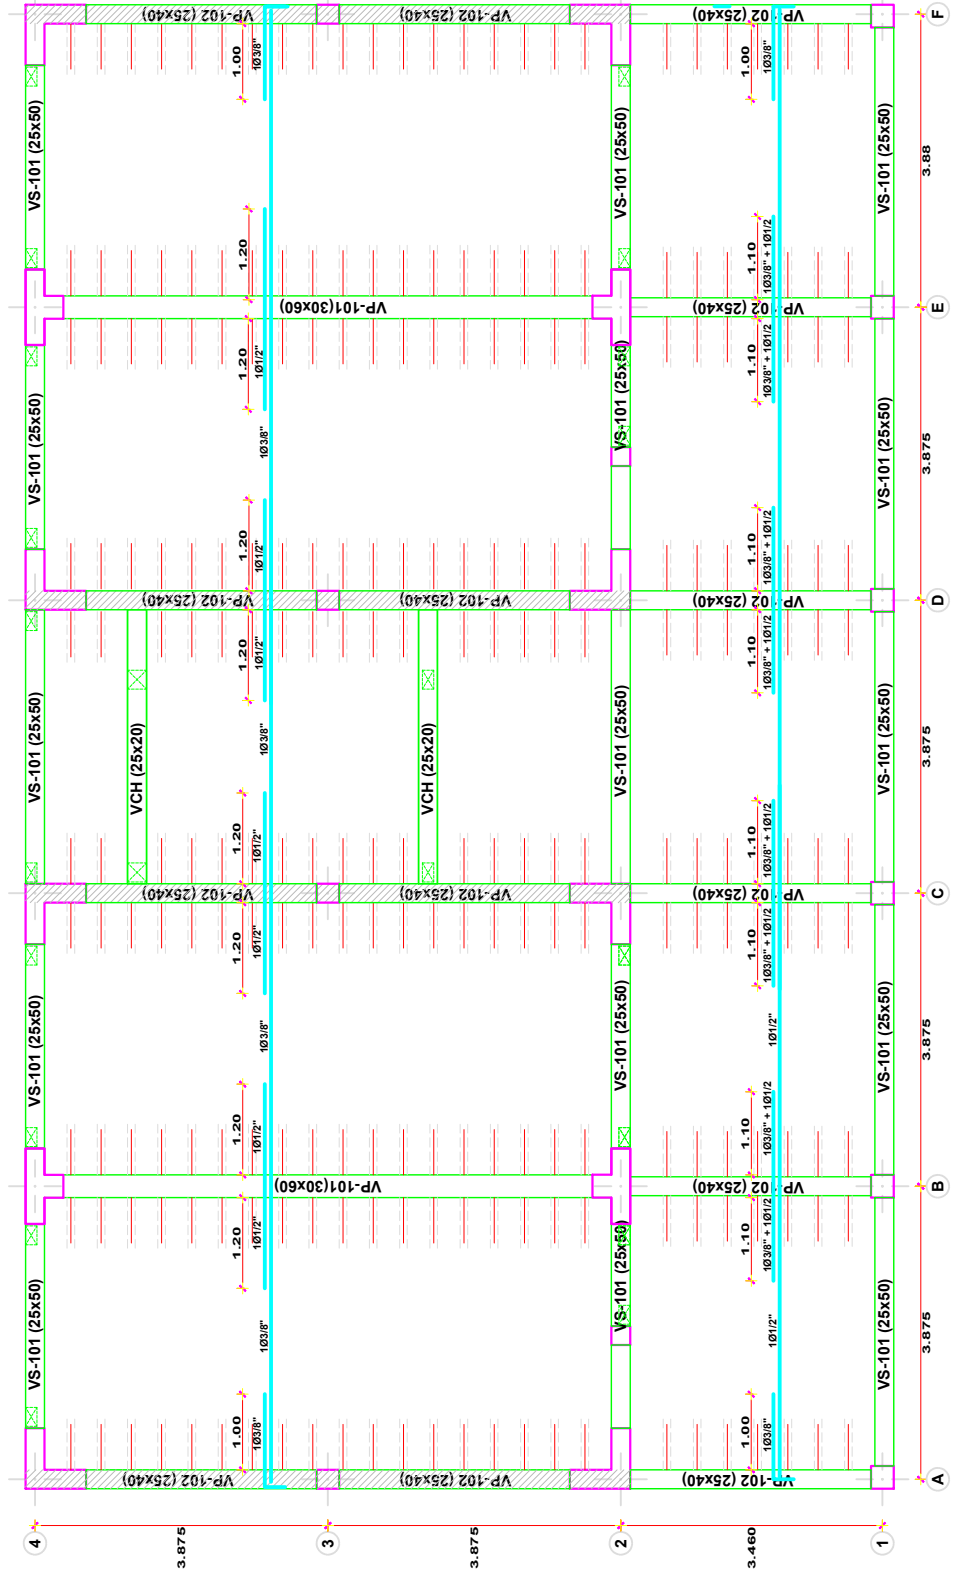 4
VS-101 (25x50)
VS-101 (25x50)
VS-101 (25x50)
VS-101 (25x50)
VS-101 (25x50)
VCH (25x20)
3.875
VP-102 (25x40)
VP-102 (25x40)
VP-102 (25x40)
VP-102 (25x40)
1.00
1.20
1.20
1.20
1.20
1.20
1.20
1.20
1.20
1.00
1Ø3/8"
1Ø1/2"
1Ø1/2"
1Ø1/2"
1Ø1/2"
1Ø1/2"
1Ø1/2"
1Ø1/2"
1Ø3/8"
1Ø3/8"
1Ø3/8"
1Ø3/8"
1Ø3/8"
3
VP-101(30x60)
VP-101(30x60)
VCH (25x20)
3.875
VP-102 (25x40)
VP-102 (25x40)
VP-102 (25x40)
VP-102 (25x40)
2
VS-101 (25x50)
VS-101 (25x50)
VS-101 (25x50)
VS-101 (25x50)
VS-101 (25x50)
3.460
VP-102 (25x40)
VP-102 (25x40)
VP-102 (25x40)
VP-102 (25x40)
VP-102 (25x40)
VP-102 (25x40)
1.00
1.10
1.10
1.10
1.10
1.10
1.10
1.10
1.10
1.00
1Ø3/8"
1Ø3/8" + 1Ø1/2
1Ø3/8" + 1Ø1/2
1Ø3/8" + 1Ø1/2
1Ø3/8" + 1Ø1/2
1Ø3/8" + 1Ø1/2
1Ø3/8" + 1Ø1/2
1Ø3/8" + 1Ø1/2
1Ø3/8" + 1Ø1/2
1Ø3/8"
1Ø1/2"
1Ø1/2"
1
VS-101 (25x50)
VS-101 (25x50)
VS-101 (25x50)
VS-101 (25x50)
VS-101 (25x50)
3.875
3.875
3.875
3.875
3.88
A
B
C
D
E
F